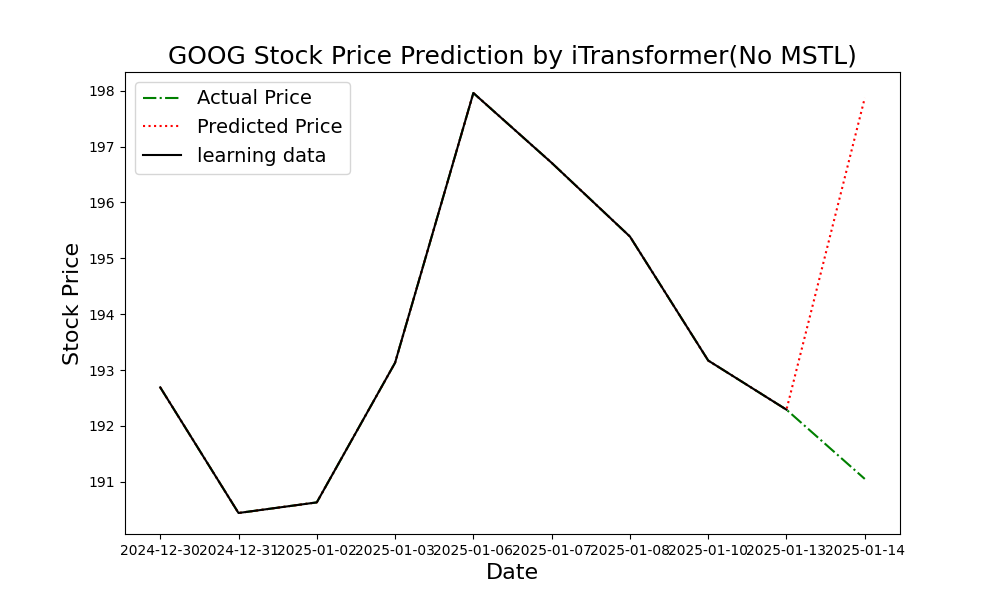 GOOG Stock Price Prediction by iTransformer(No MSTL)
Actual Price
Predicted Price
learning data
198
197
196
195
194
193
192
191
Stock Price
2024-12-30 2024-12-31 2025-01-02 2025-01-03 2025-01-06 2025-01-07 2025-01-08 2025-01-10 2025-01-13 2025-01-14
Date